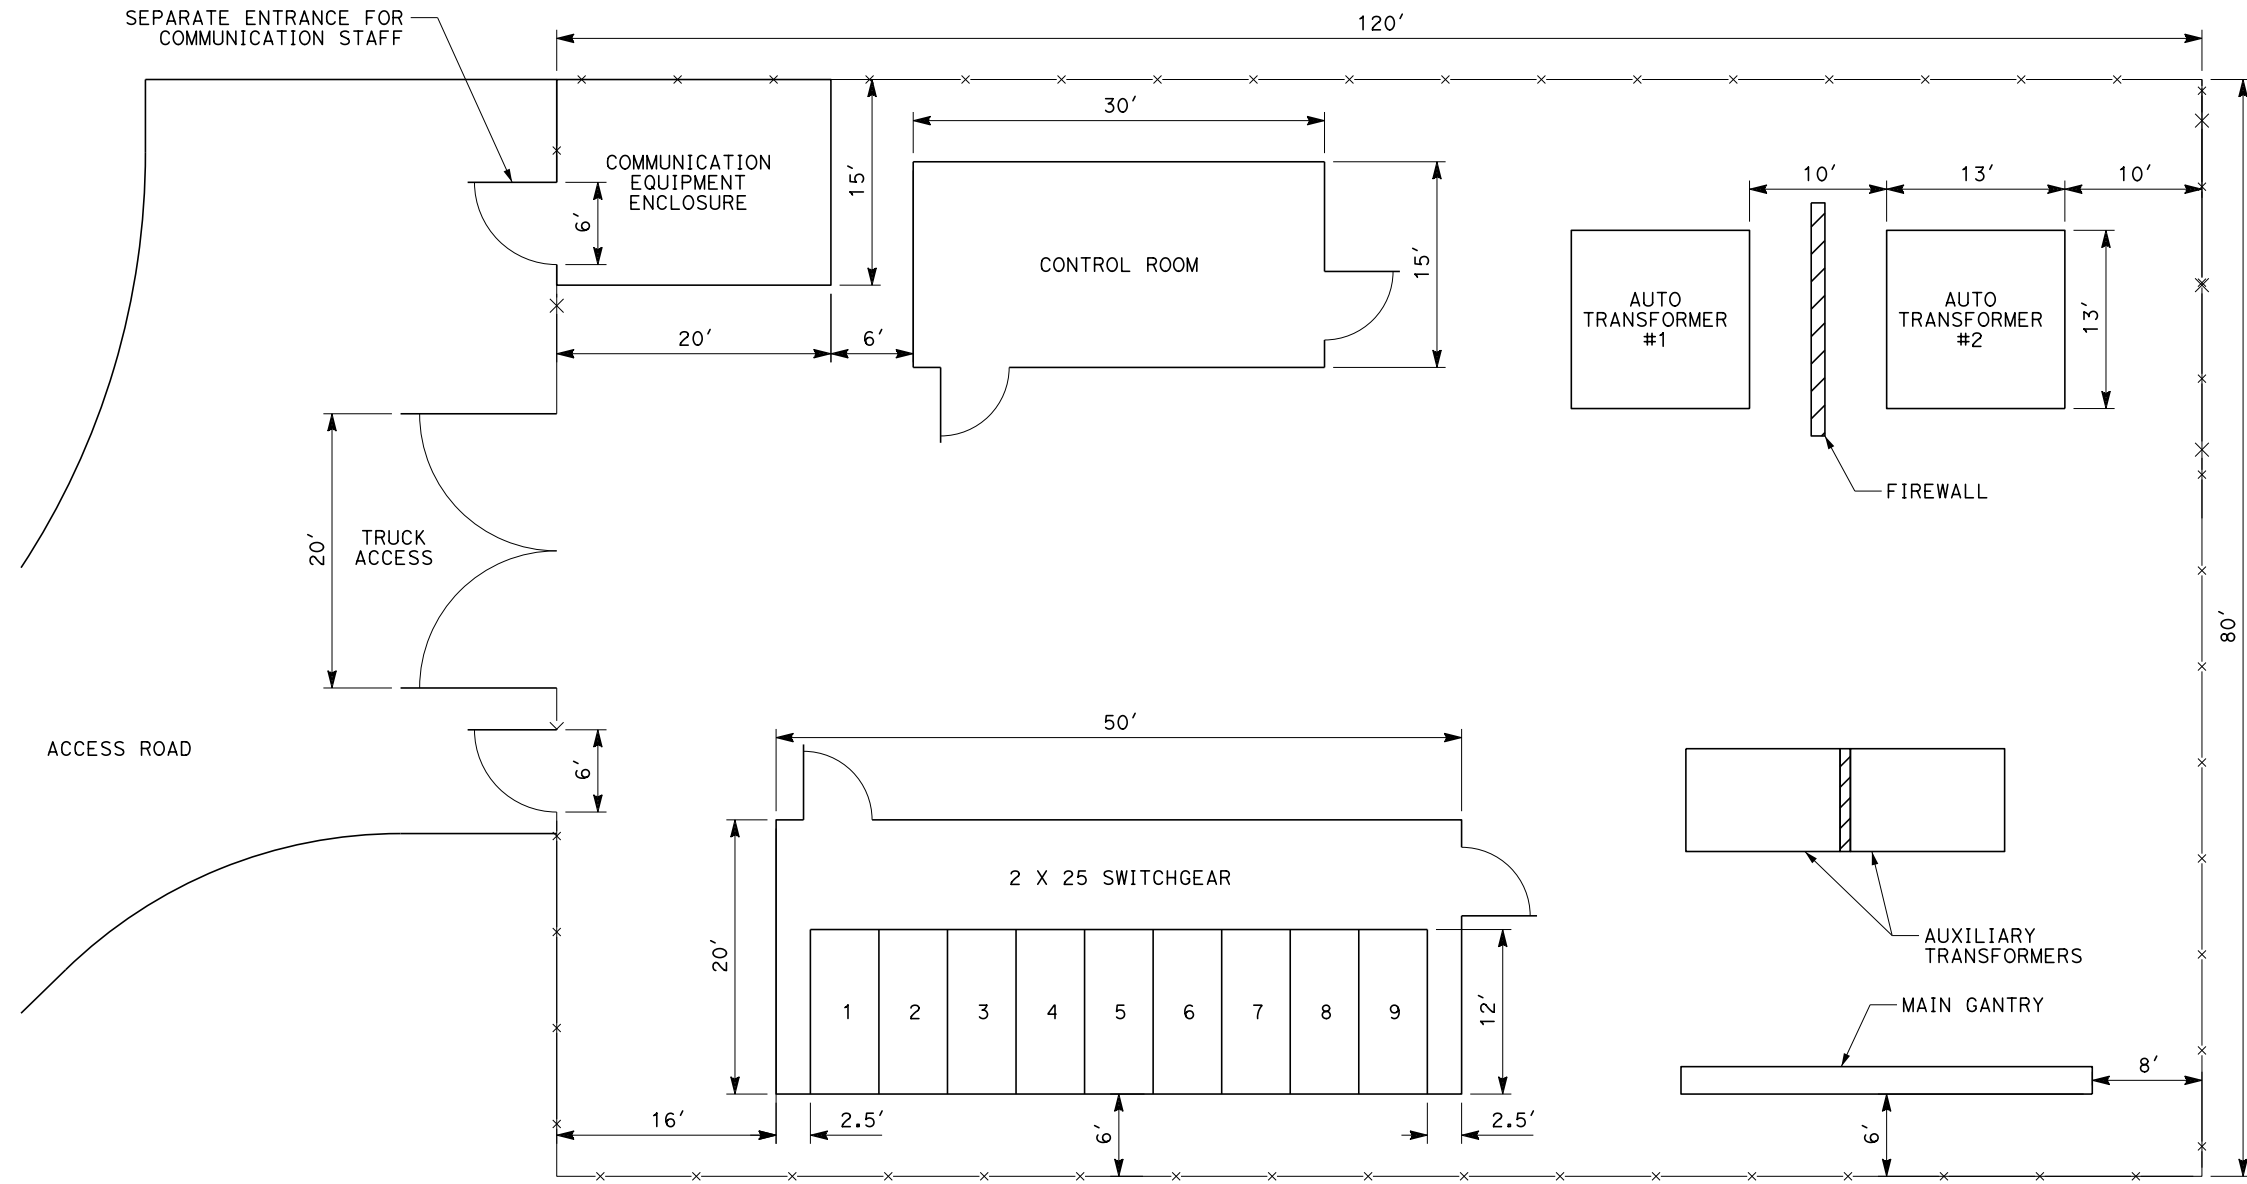 SEPARATE ENTRANCE FOR
COMMUNICATION STAFF
120′
30′
COMMUNICATION
EQUIPMENT
ENCLOSURE
15′
6′
CONTROL ROOM
15′
10′
13′
10′
AUTO
TRANSFORMER
#1
AUTO
TRANSFORMER
#2
13′
20′
6′
FIREWALL
20′
TRUCK
ACCESS
80′
ACCESS ROAD
6′
50′
2 X 25 SWITCHGEAR
20′
1
2
3
4
5
6
7
8
9
12′
AUXILIARY
TRANSFORMERS
MAIN GANTRY
8′
16′
2.5′
6′
2.5′
6′